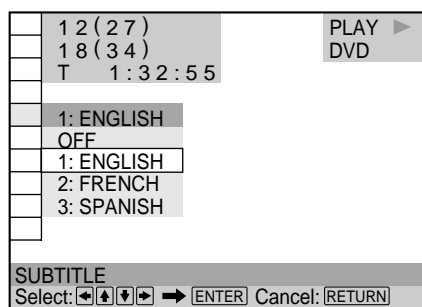 12(27)
18(34)
T 1:32:55
PLAY ▶
DVD
1: ENGLISH
OFF
1: ENGLISH
2: FRENCH
3: SPANISH
SUBTITLE
Select: ←↑↓→ ➡ ENTER Cancel: RETURN